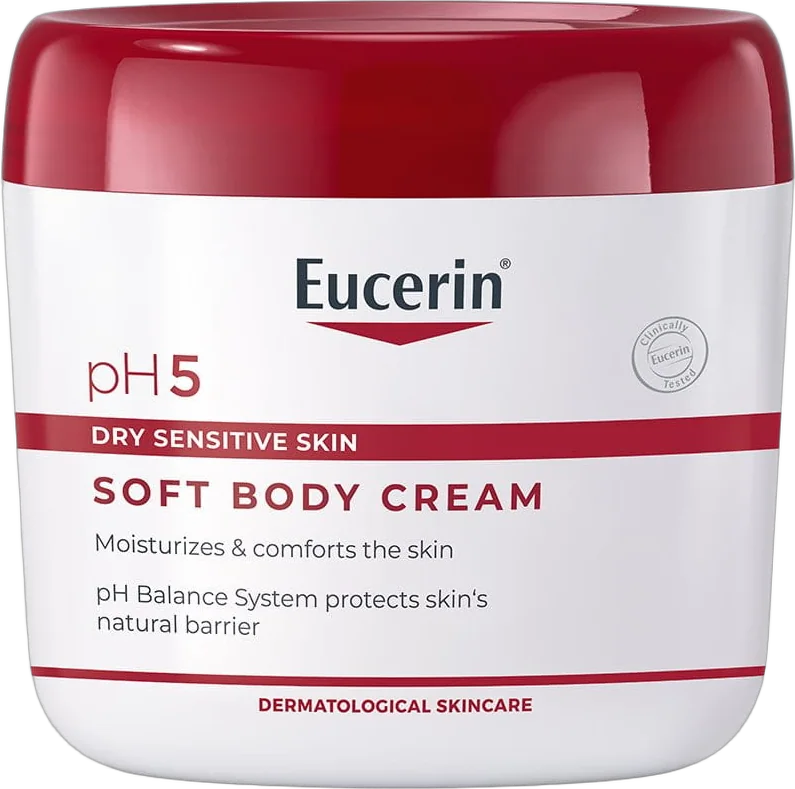 Eucerin®
Clinically
Eucerin
Tested
pH5
DRY SENSITIVE SKIN
SOFT BODY CREAM
Moisturizes & comforts the skin
pH Balance System protects skin‘s
natural barrier
DERMATOLOGICAL SKINCARE